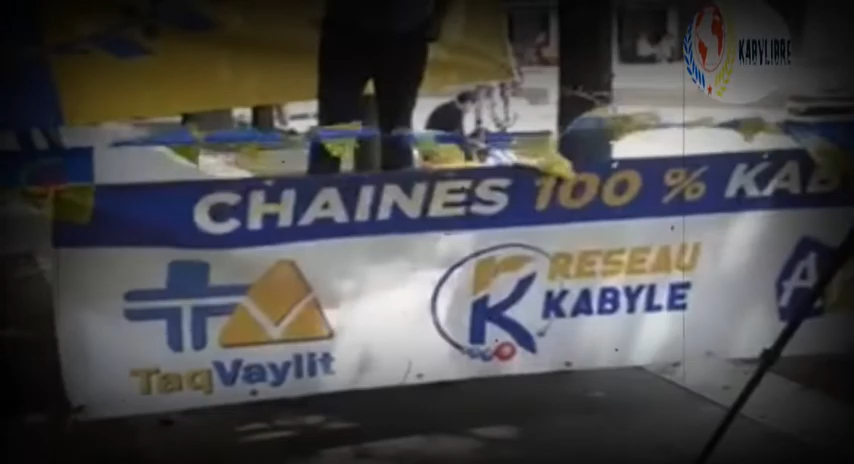 KABYLIBRE
CHAINES 100 % KAB
RESEAU
KABYLE
TaqVaylit